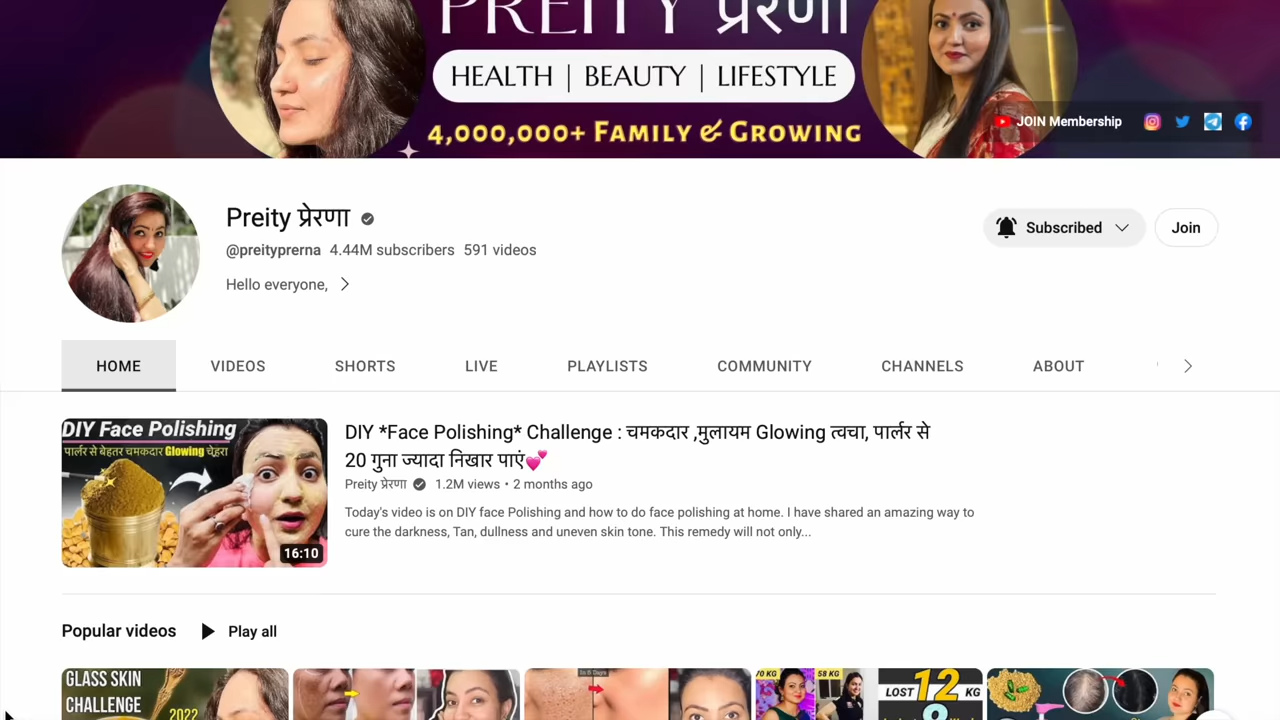 PREITY प्रेरणा
HEALTH | BEAUTY | LIFESTYLE
4,000,000+ FAMILY & GROWING
JOIN Membership
Preity प्रेरणा
@preityprerna 4.44M subscribers 591 videos
Hello everyone,
Subscribed
Join
HOME VIDEOS SHORTS LIVE PLAYLISTS COMMUNITY CHANNELS ABOUT
DIY Face Polishing
पार्लर से बेहतर चमकदार Glowing चेहरा
16:10
DIY *Face Polishing* Challenge : चमकदार ,मुलायम Glowing त्वचा, पार्लर से
20 गुना ज्यादा निखार पाएं💕
Preity प्रेरणा 1.2M views • 2 months ago
Today's video is on DIY face Polishing and how to do face polishing at home. I have shared an amazing way to
cure the darkness, Tan, dullness and uneven skin tone. This remedy will not only...
Popular videos Play all
GLASS SKIN
CHALLENGE
2022
58 KG
LOST 12 KG